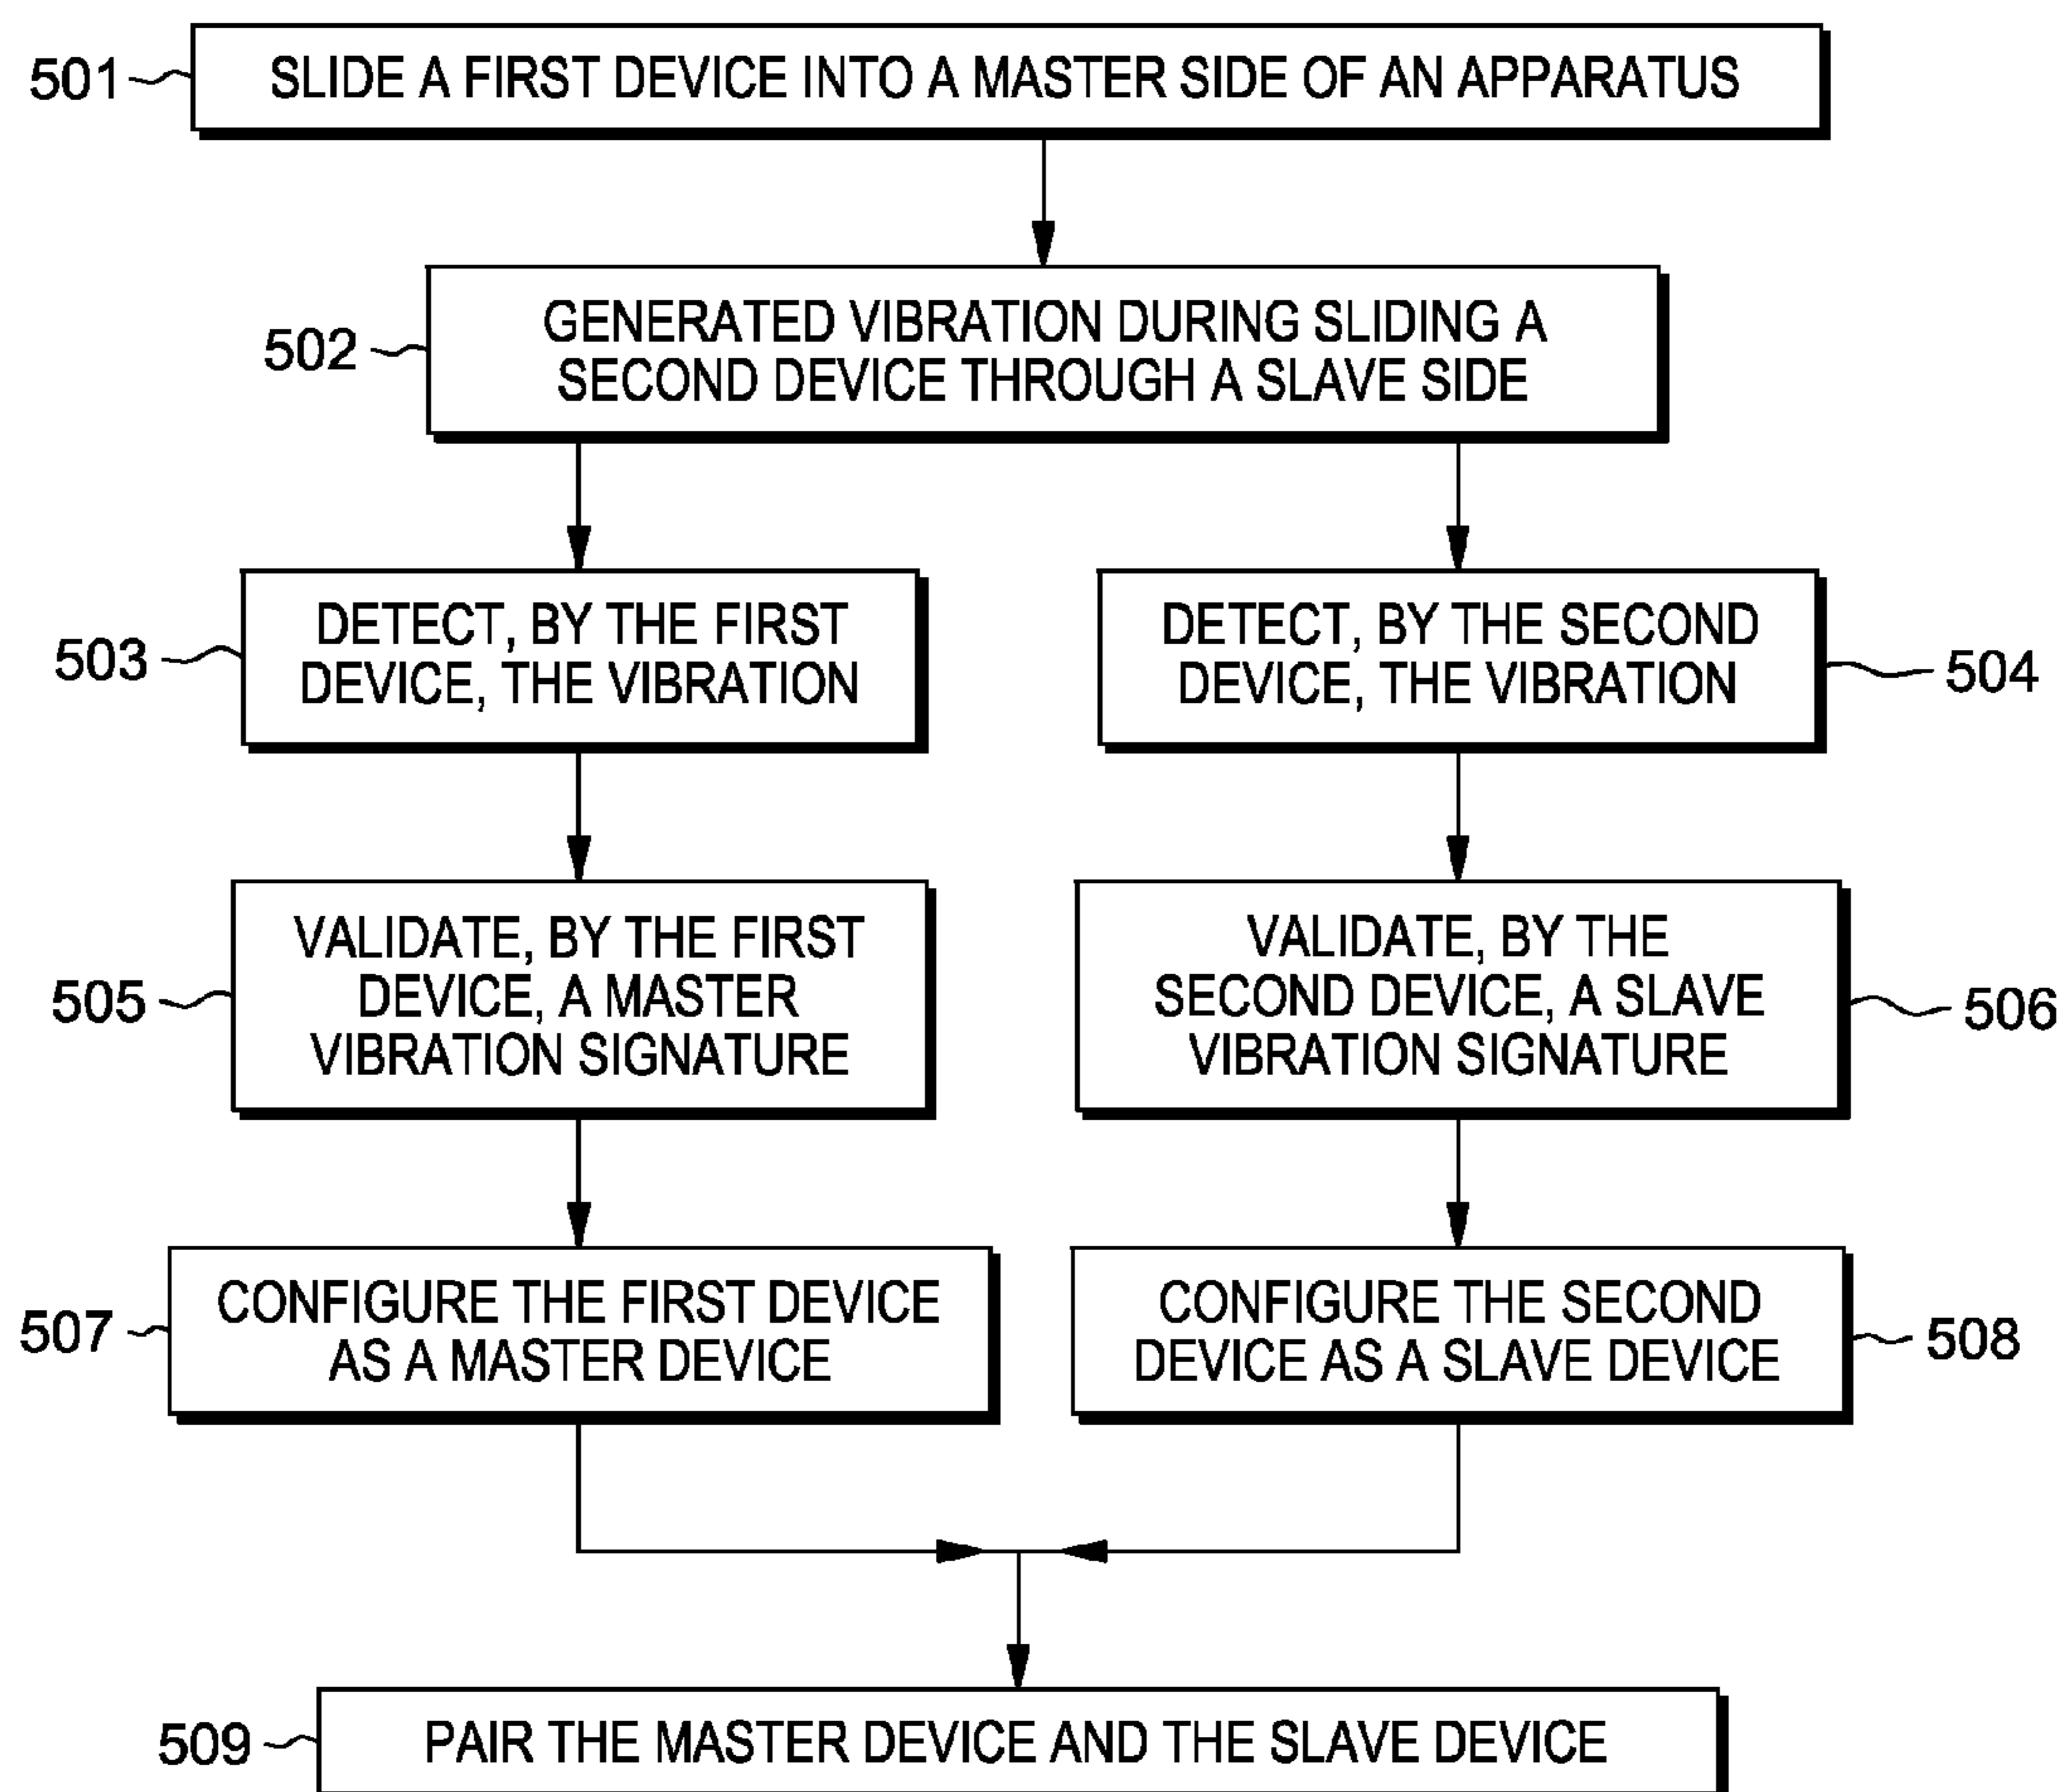 501
SLIDE A FIRST DEVICE INTO A MASTER SIDE OF AN APPARATUS
502
GENERATED VIBRATION DURING SLIDING A
SECOND DEVICE THROUGH A SLAVE SIDE
503
DETECT, BY THE FIRST
DEVICE, THE VIBRATION
DETECT, BY THE SECOND
DEVICE, THE VIBRATION
504
505
VALIDATE, BY THE FIRST
DEVICE, A MASTER
VIBRATION SIGNATURE
VALIDATE, BY THE
SECOND DEVICE, A SLAVE
VIBRATION SIGNATURE
506
507
CONFIGURE THE FIRST DEVICE
AS A MASTER DEVICE
CONFIGURE THE SECOND
DEVICE AS A SLAVE DEVICE
508
509
PAIR THE MASTER DEVICE AND THE SLAVE DEVICE